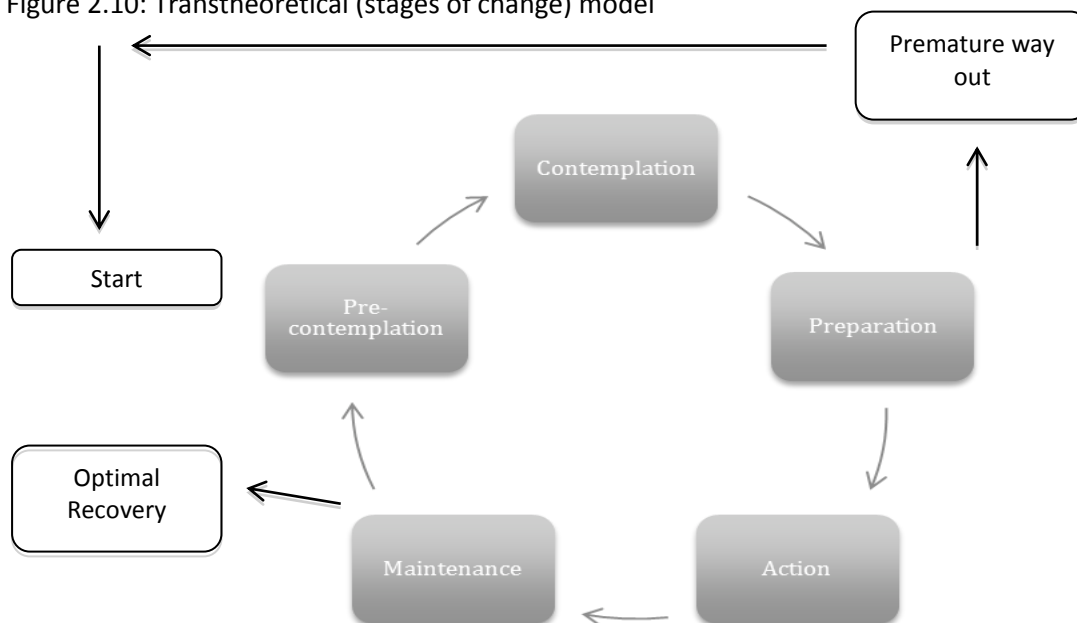 Figure 2.10: Transtheoretical (stages of change) model
Premature way
out
Contemplation
Start
Pre-
contemplation
Preparation
Optimal
Recovery
Maintenance
Action